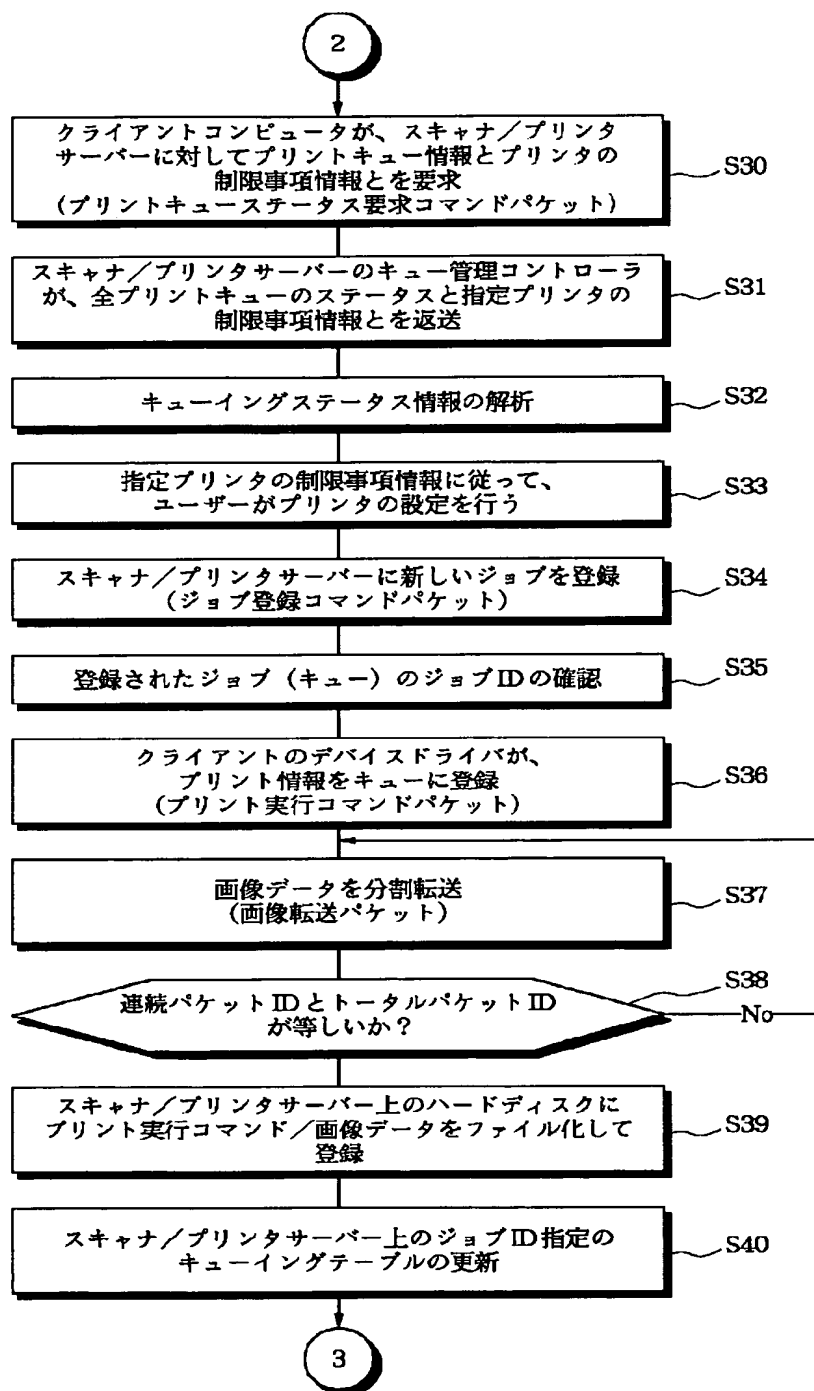 2
クライアントコンピュータが、スキャナ／プリンタ
サーバーに対してプリントキュー情報とプリンタの
制限事項情報とを要求
（プリントキューステータス要求コマンドパケット）
S30
スキャナ／プリンタサーバーのキュー管理コントローラ
が、全プリントキューのステータスと指定プリンタの
制限事項情報とを返送
S31
キューイングステータス情報の解析
S32
指定プリンタの制限事項情報に従って、
ユーザーがプリンタの設定を行う
S33
スキャナ／プリンタサーバーに新しいジョブを登録
（ジョブ登録コマンドパケット）
S34
登録されたジョブ（キュー）のジョブIDの確認
S35
クライアントのデバイスドライバが、
プリント情報をキューに登録
（プリント実行コマンドパケット）
S36
画像データを分割転送
（画像転送パケット）
S37
連続パケットIDとトータルパケットID
が等しいか？
S38
No
スキャナ／プリンタサーバー上のハードディスクに
プリント実行コマンド／画像データをファイル化して
登録
S39
スキャナ／プリンタサーバー上のジョブID指定の
キューイングテーブルの更新
S40
3